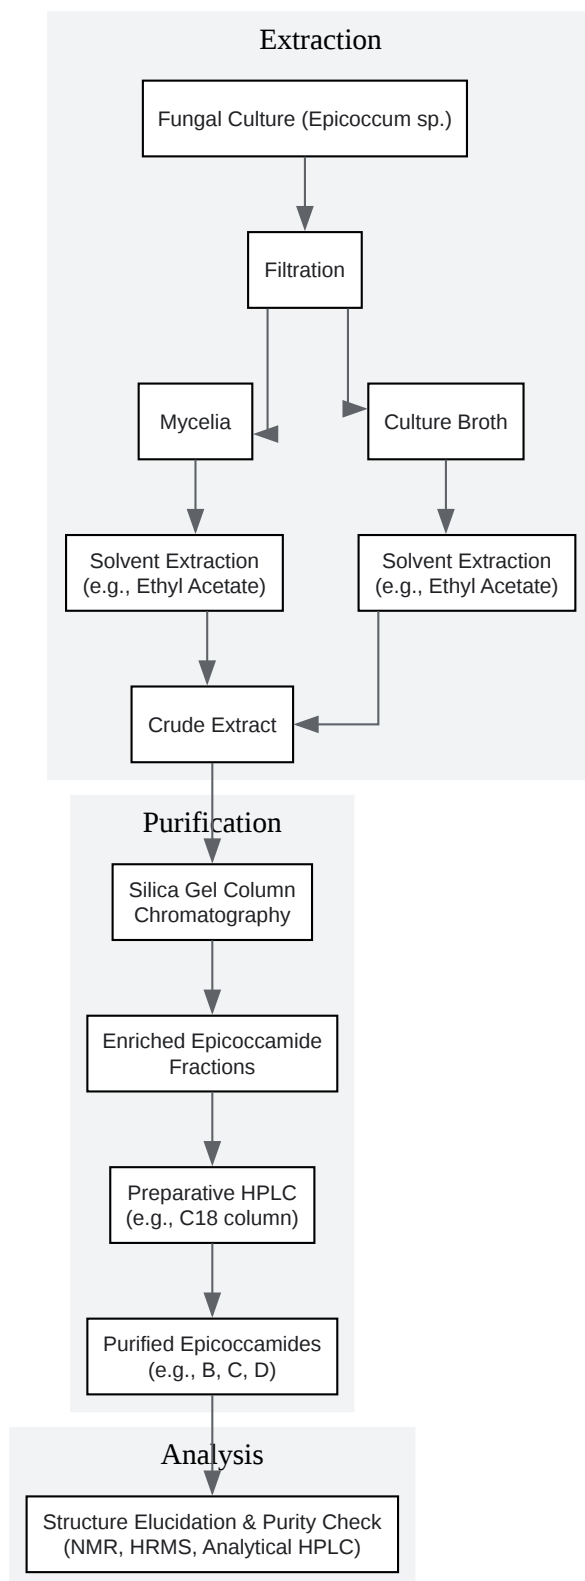 Extraction
Fungal Culture (Epicoccum sp.)
Filtration
Mycelia
Culture Broth
Solvent Extraction
(e.g., Ethyl Acetate)
Solvent Extraction
(e.g., Ethyl Acetate)
Crude Extract
Purification
Silica Gel Column
Chromatography
Enriched Epicoccamide
Fractions
Preparative HPLC
(e.g., C18 column)
Purified Epicoccamides
(e.g., B, C, D)
Analysis
Structure Elucidation & Purity Check
(NMR, HRMS, Analytical HPLC)